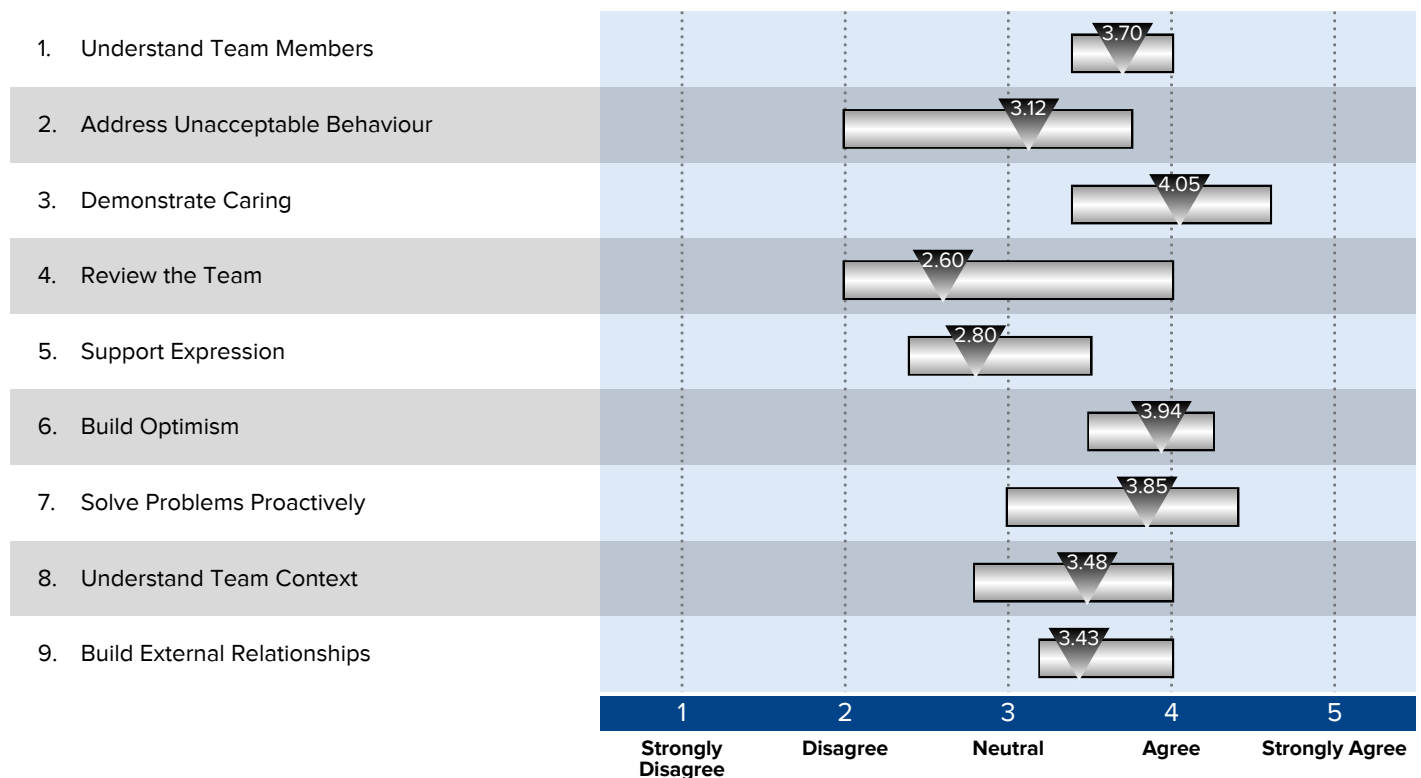 1. Understand Team Members 3.70
2. Address Unacceptable Behaviour 3.12
3. Demonstrate Caring 4.05
4. Review the Team 2.60
5. Support Expression 2.80
6. Build Optimism 3.94
7. Solve Problems Proactively 3.85
8. Understand Team Context 3.48
9. Build External Relationships 3.43
1 2 3 4 5
Strongly Disagree Neutral Agree Strongly Agree
Disagree